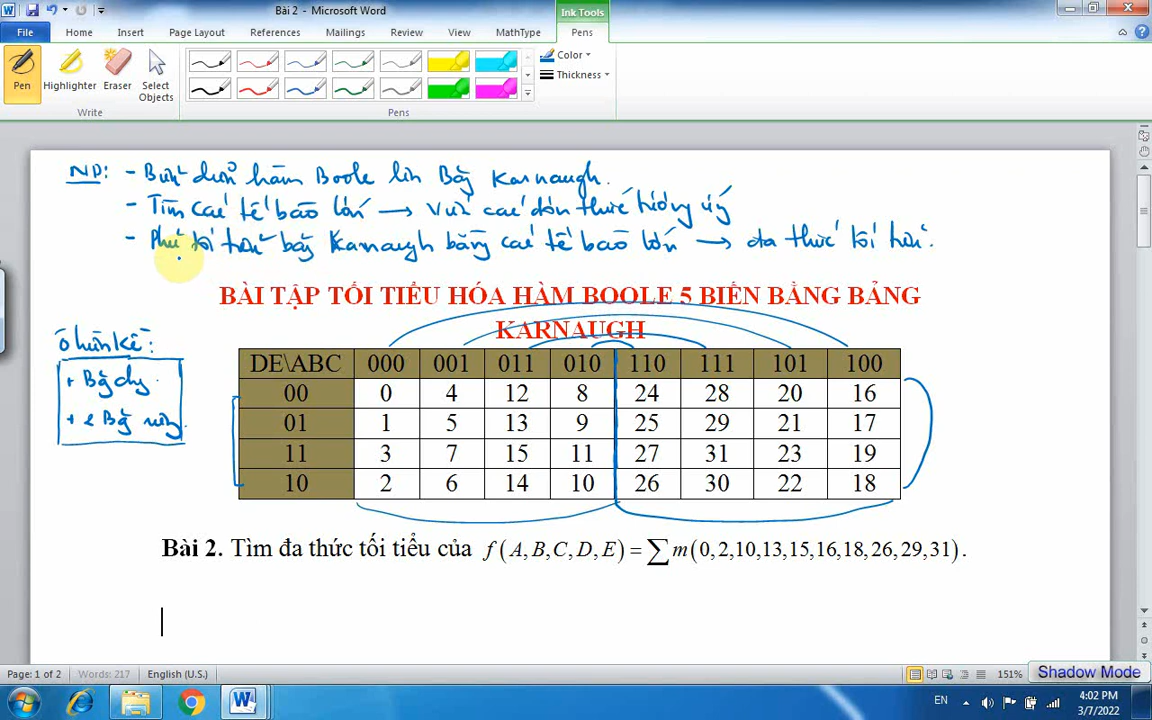 Bài 2 - Microsoft Word
Ink Tools
File Home Insert Page Layout References Mailings Review View MathType Pens
Pen Highlighter Eraser Select Objects
Color
Thickness
Write Pens
NP: - Biểu diễn hàm Boole lên Bảng Karnaugh.
- Tìm các tế bào lớn → Viết các đơn thức tương ứng
- Phủ tối tiểu bảng Karnaugh bằng các tế bào lớn → đa thức tối tiểu.
BÀI TẬP TỐI TIỂU HÓA HÀM BOOLE 5 BIẾN BẰNG BẢNG
KARNAUGH
Ô liền kề:
+ Bảng
+ 2 Bảng
DE\ABC 000 001 011 010 110 111 101 100
00 0 4 12 8 24 28 20 16
01 1 5 13 9 25 29 21 17
11 3 7 15 11 27 31 23 19
10 2 6 14 10 26 30 22 18
Bài 2. Tìm đa thức tối tiểu của f(A,B,C,D,E)=∑m(0,2,10,13,15,16,18,26,29,31).
Page: 1 of 2 Words: 217 English (U.S.) 151% Shadow Mode
EN 4:02 PM
3/7/2022